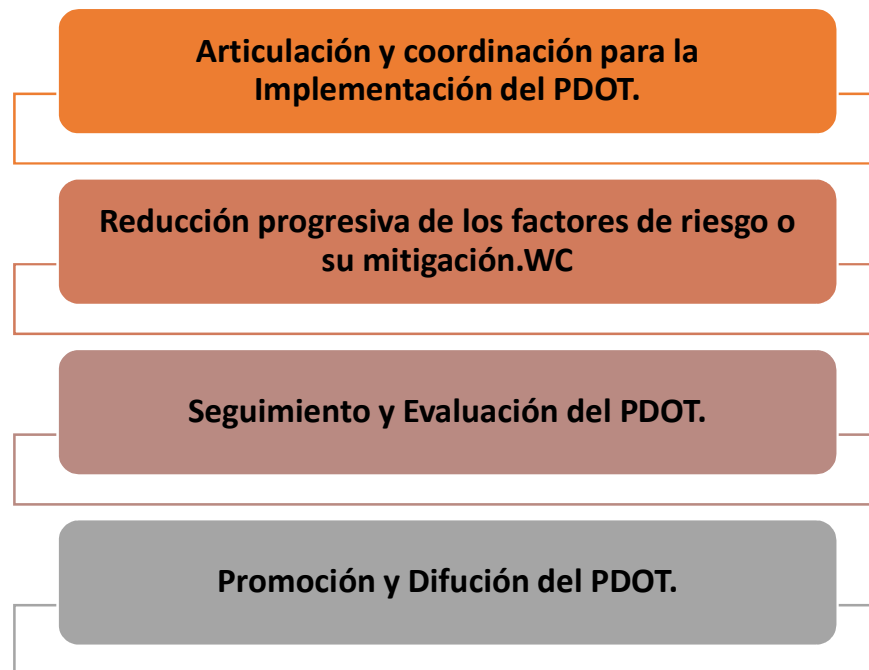 Articulación y coordinación para la
Implementación del PDOT.
Reducción progresiva de los factores de riesgo o
su mitigación.WC
Seguimiento y Evaluación del PDOT.
Promoción y Difución del PDOT.